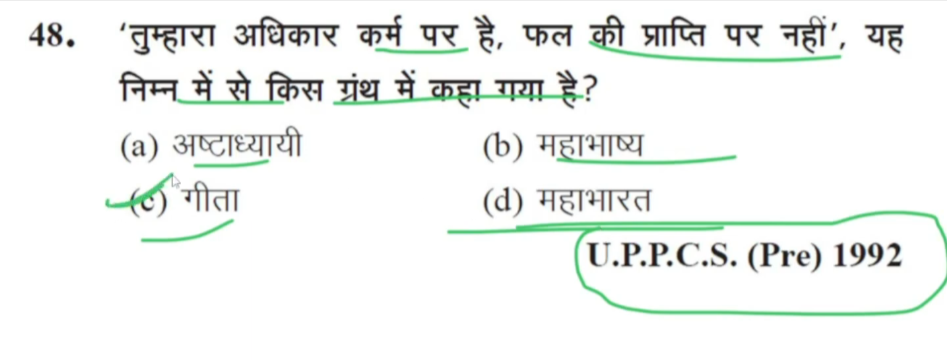 48. ‘तुम्हारा अधिकार कर्म पर है, फल की प्राप्ति पर नहीं’, यह
निम्न में से किस ग्रंथ में कहा गया है?
(a) अष्टाध्यायी (b) महाभाष्य
(c) गीता (d) महाभारत
U.P.P.C.S. (Pre) 1992